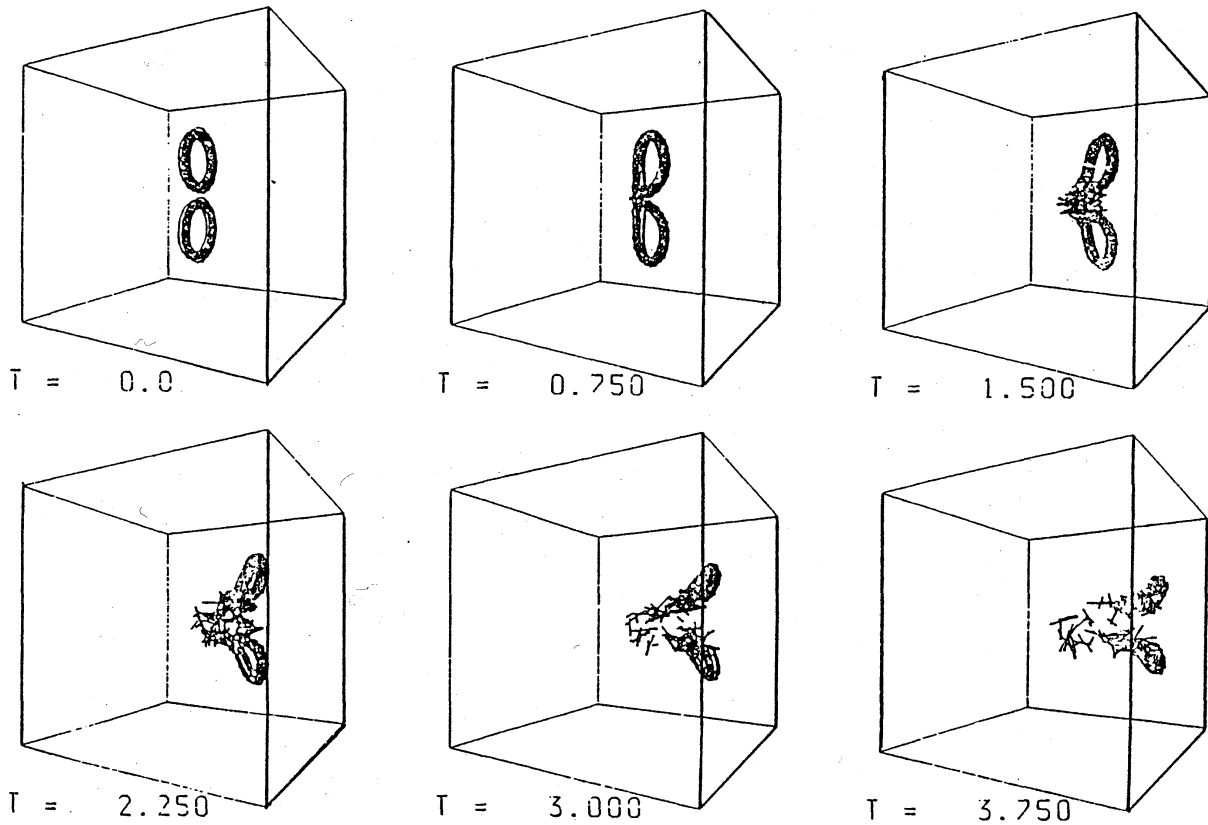 T = 0.0
T = 0.750
T = 1.500
T = 2.250
T = 3.000
T = 3.750